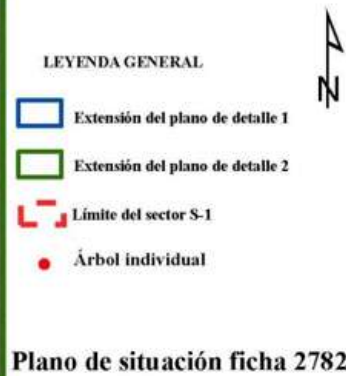 LEYENDA GENERAL
N
Extensión del plano de detalle 1
Extensión del plano de detalle 2
Límite del sector S-1
Árbol individual
Plano de situación ficha 2782